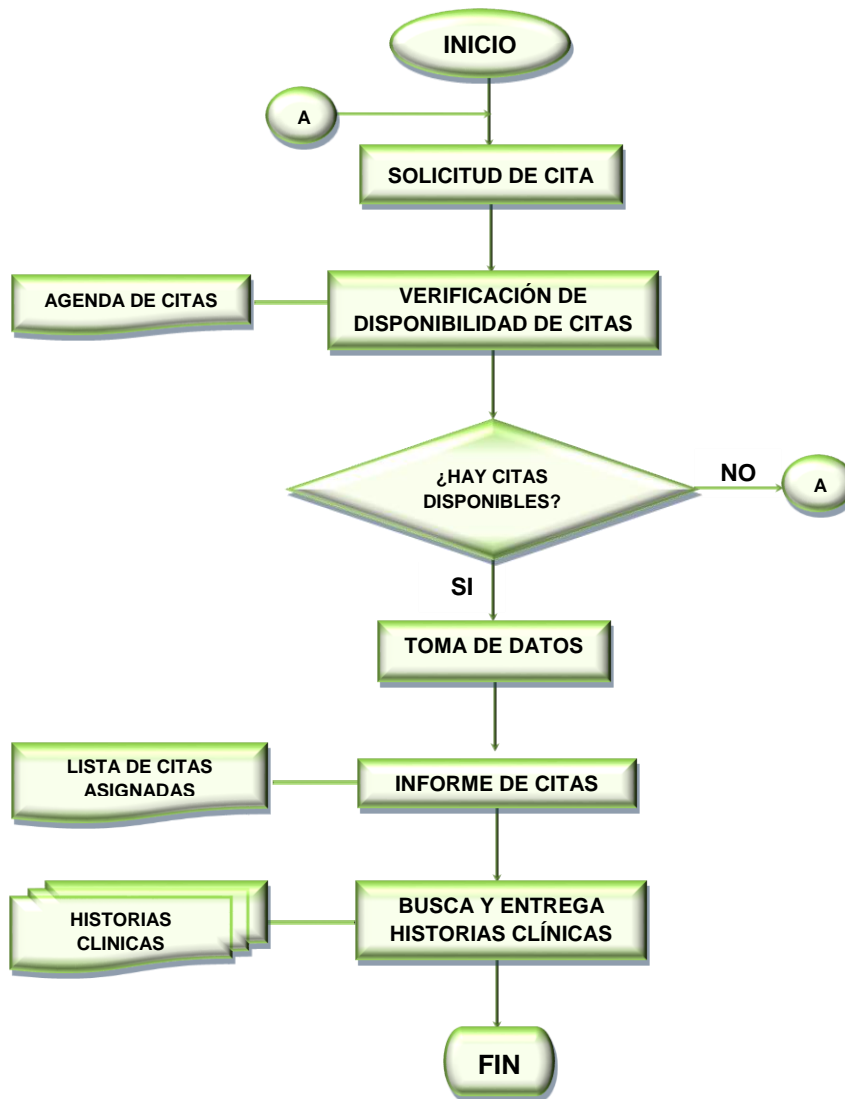 INICIO
A
SOLICITUD DE CITA
AGENDA DE CITAS
VERIFICACIÓN DE
DISPONIBILIDAD DE CITAS
¿HAY CITAS
DISPONIBLES?
NO
A
SI
TOMA DE DATOS
LISTA DE CITAS
ASIGNADAS
INFORME DE CITAS
HISTORIAS
CLINICAS
BUSCA Y ENTREGA
HISTORIAS CLÍNICAS
FIN